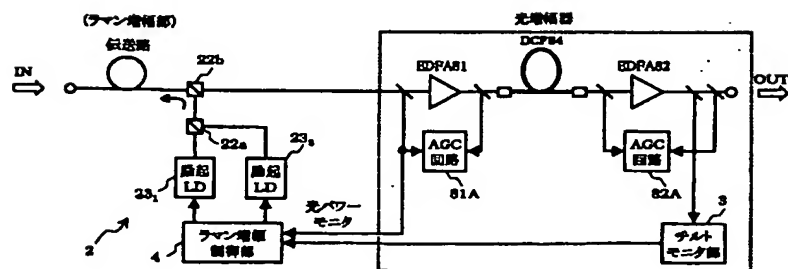 (ラマン増幅部)
伝送路
IN
22b
22a
23₁
励起
LD
23₂
励起
LD
2
4
ラマン増幅
制御部
光パワー
モニタ
光増幅器
EDFA81
DCF84
EDFA82
OUT
AGC
回路
81A
AGC
回路
82A
3
チルト
モニタ部